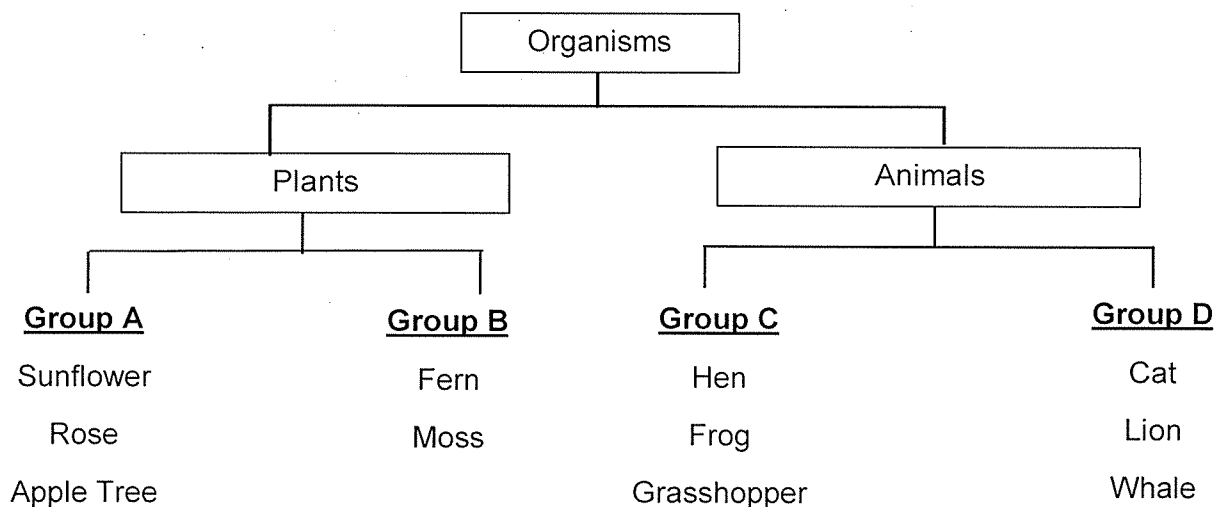 Organisms
Plants
Animals
Group A
Group B
Group C
Group D
Sunflower
Fern
Hen
Cat
Rose
Moss
Frog
Lion
Apple Tree
Grasshopper
Whale